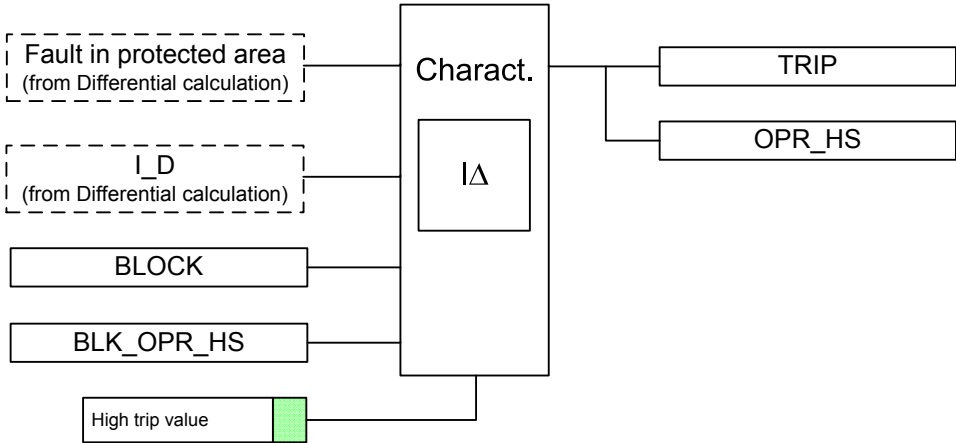 Fault in protected area
(from Differential calculation)
I_D
(from Differential calculation)
BLOCK
BLK_OPR_HS
High trip value
Charact.
I∆
TRIP
OPR_HS